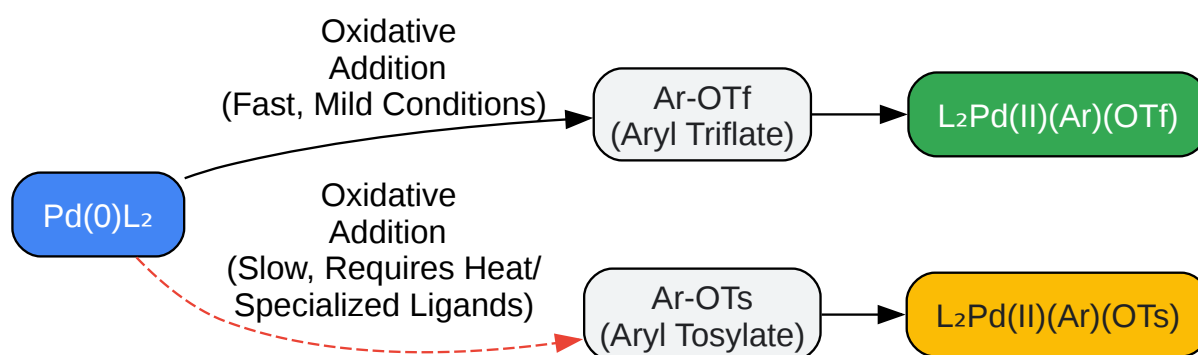 Oxidative
Addition
(Fast, Mild Conditions)
Ar-OTf
(Aryl Triflate)
L₂Pd(II)(Ar)(OTf)
Pd(0)L₂
Oxidative
Addition
(Slow, Requires Heat/
Specialized Ligands)
Ar-OTs
(Aryl Tosylate)
L₂Pd(II)(Ar)(OTs)